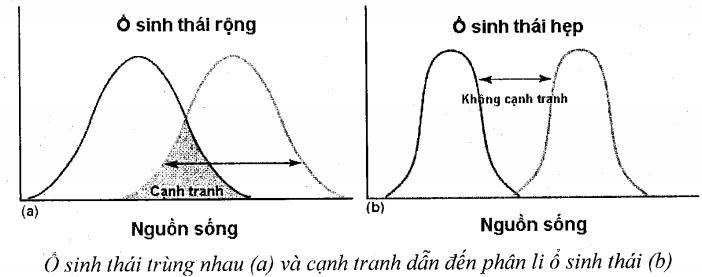 Ổ sinh thái rộng
Cạnh tranh
(a)
Nguồn sống
Ổ sinh thái hẹp
Không cạnh tranh
(b)
Nguồn sống
Ổ sinh thái trùng nhau (a) và cạnh tranh dẫn đến phân li ổ sinh thái (b)